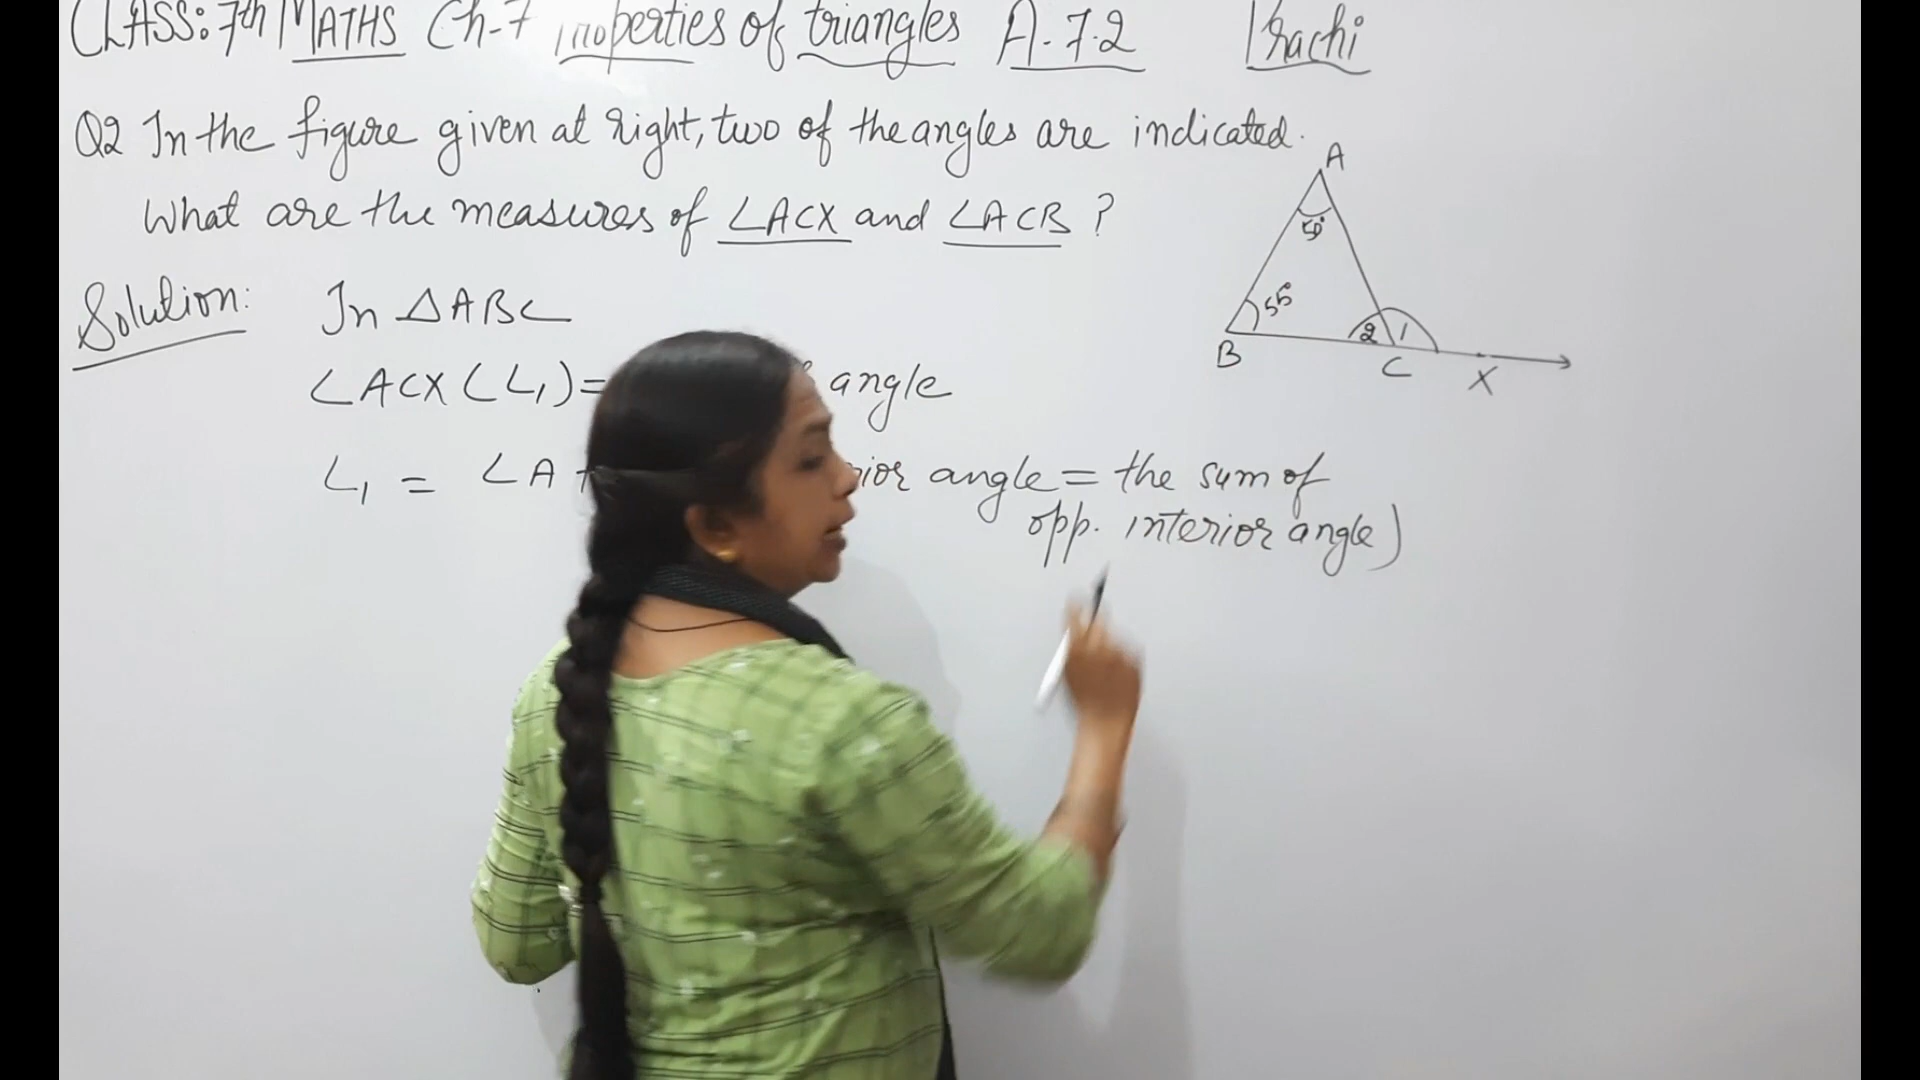 CLASS: 7th MATHS Ch-7 Properties of triangles A-7.2 Prachi
Q2 In the figure given at right, two of the angles are indicated.
What are the measures of ∠ACX and ∠ACB ?
Solution: In △ABC
∠ACX (∠1) = angle
∠1 = ∠A + angle = the sum of
opp. interior angle)
A
50°
55°
2 1
B C X